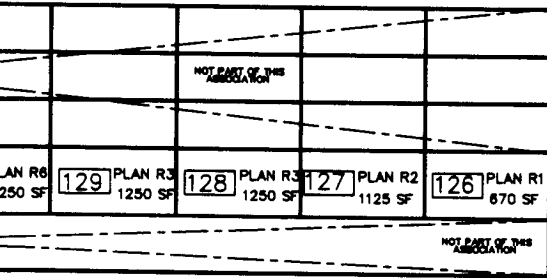 NOT PART OF THIS
ASSOCIATION
PLAN R6
250 SF
129 PLAN R3
1250 SF
128 PLAN R3
1250 SF
127 PLAN R2
1125 SF
126 PLAN R1
670 SF
NOT PART OF THIS
ASSOCIATION